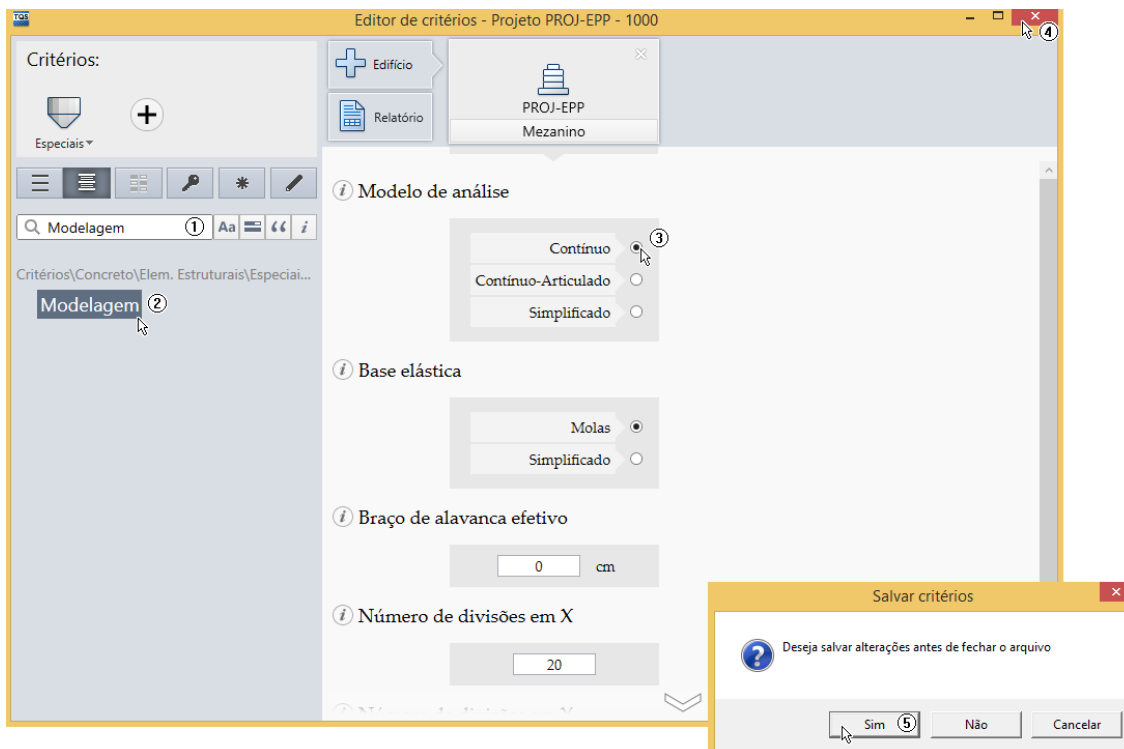 TQS
Editor de critérios - Projeto PROJ-EPP - 1000
④
Critérios:
Especiais
Edifício
Relatório
PROJ-EPP
Mezanino
Modelagem ① Aa “ i
Critérios\Concreto\Elem. Estruturais\Especiai...
Modelagem ②
i Modelo de análise
Contínuo ③
Contínuo-Articulado
Simplificado
i Base elástica
Molas
Simplificado
i Braço de alavanca efetivo
0 cm
i Número de divisões em X
20
Salvar critérios
Deseja salvar alterações antes de fechar o arquivo
Sim ⑤ Não Cancelar